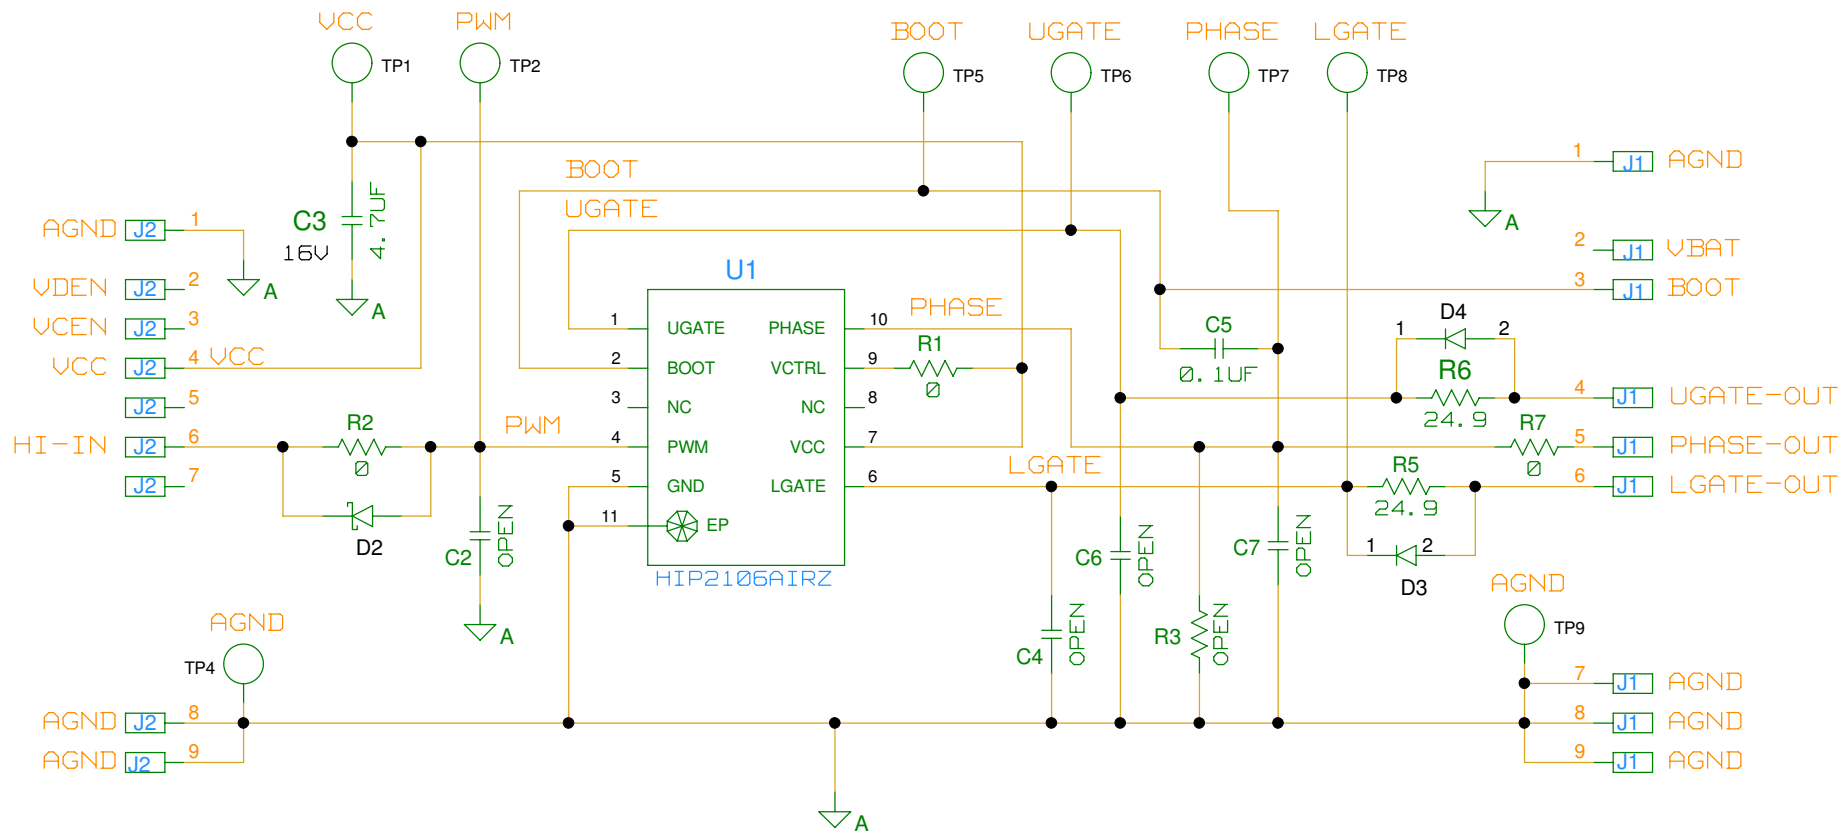 VCC PWM
TP1 TP2
BOOT UGATE PHASE LGATE
TP5 TP6 TP7 TP8
1 J1 AGND
A
BOOT
UGATE
C3 4.7UF
16V
A
AGND J2 1
A
VDEN J2 2
VCEN J2 3
VCC J2 4 VCC
J2 5
HI-IN J2 6
J2 7
R2
0
D2
PWM
C2 OPEN
A
U1
1 UGATE PHASE 10 PHASE
2 BOOT VCTRL 9 R1
0
3 NC NC 8
4 PWM VCC 7
5 GND LGATE 6 LGATE
11 EP
HIP2106AIRZ
C5
0.1UF
2 J1 VBAT
3 J1 BOOT
D4
1 2
R6
24.9
4 J1 UGATE-OUT
R7
0
5 J1 PHASE-OUT
R5
24.9
6 J1 LGATE-OUT
1 2
D3
C6 OPEN
C7 OPEN
C4 OPEN
R3 OPEN
AGND
TP4
AGND J2 8
AGND J2 9
A
AGND
TP9
7 J1 AGND
8 J1 AGND
9 J1 AGND